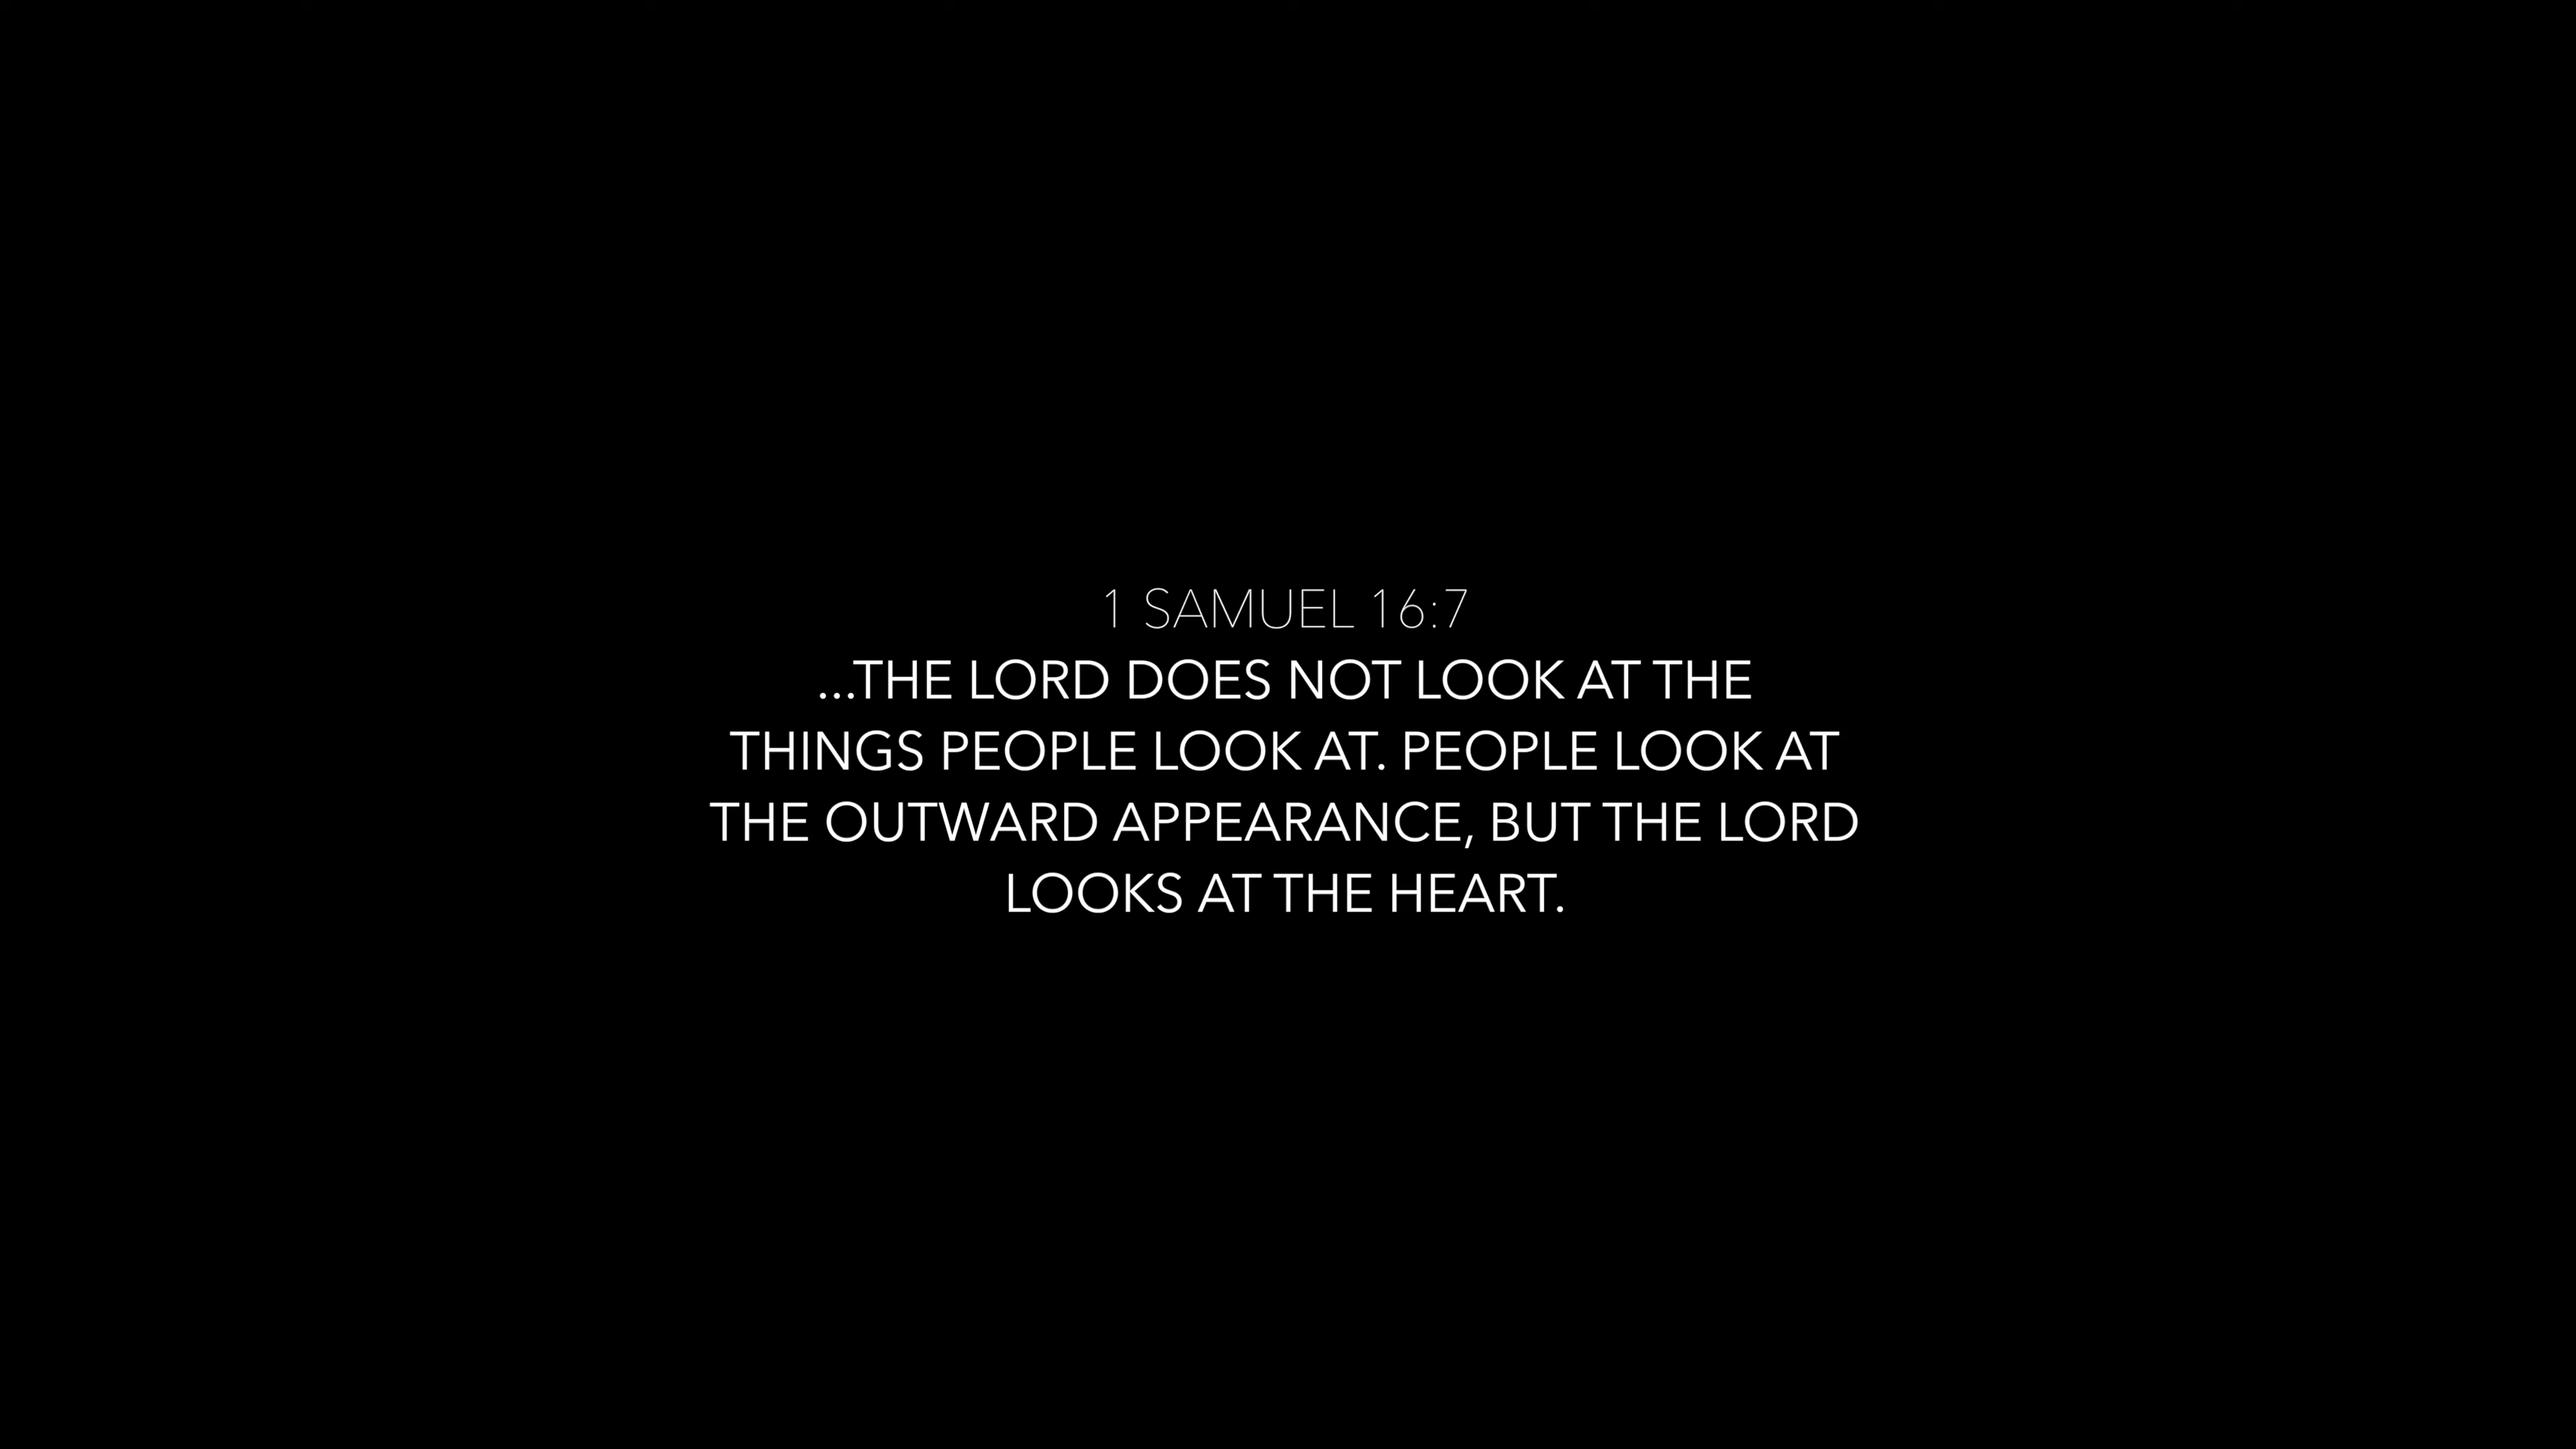 1 SAMUEL 16:7
...THE LORD DOES NOT LOOK AT THE
THINGS PEOPLE LOOK AT. PEOPLE LOOK AT
THE OUTWARD APPEARANCE, BUT THE LORD
LOOKS AT THE HEART.